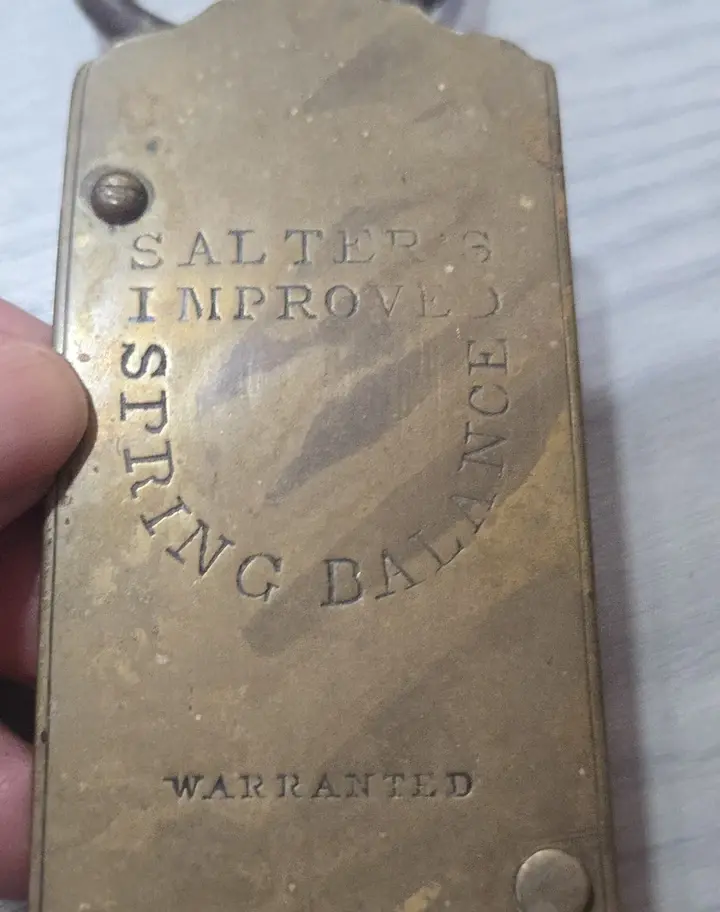 SALTER'S
IMPROVED
SPRING BALANCE
WARRANTED